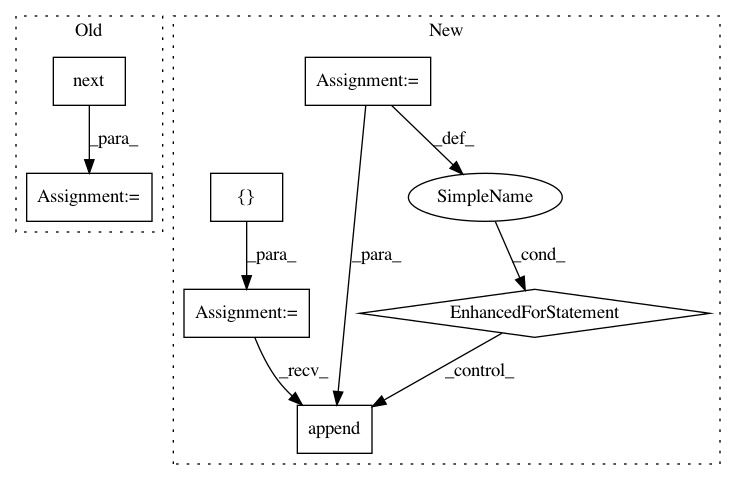 Old
New
next
Assignment:=
_para_
_def_
Assignment:=
{}
SimpleName
_para_
_para_
_cond_
Assignment:=
EnhancedForStatement
_recv_
_control_
append